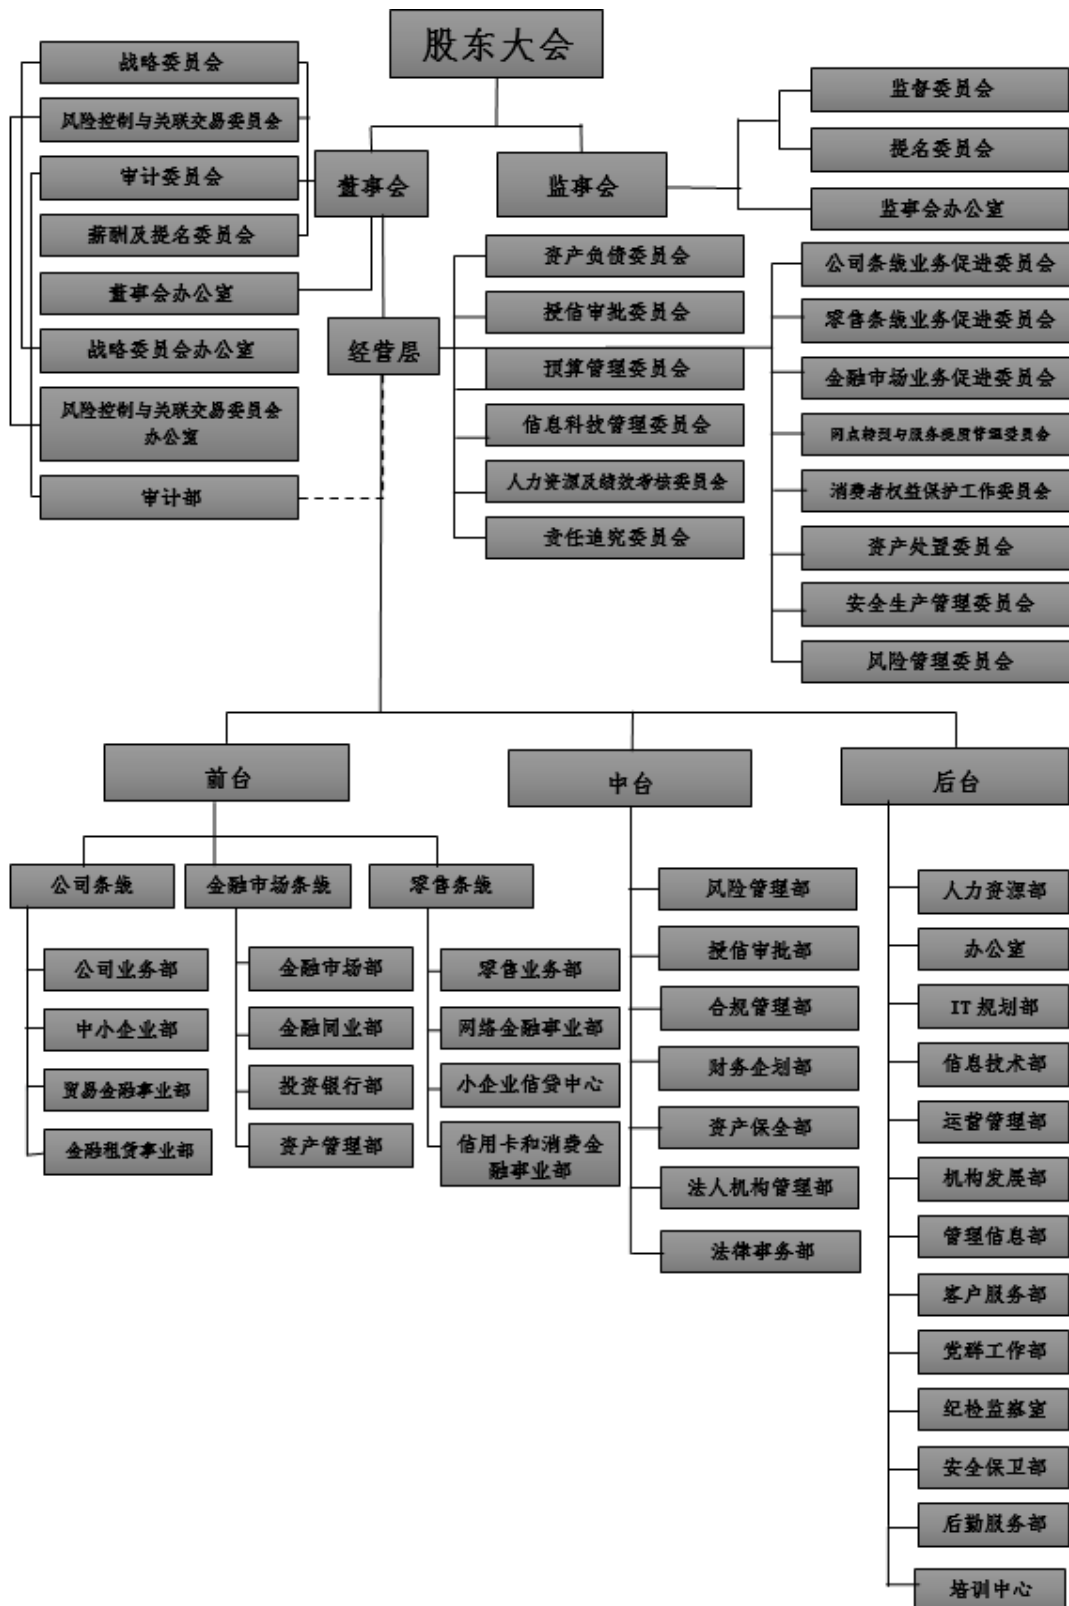 股东大会
战略委员会
风险控制与关联交易委员会
审计委员会
薪酬及提名委员会
董事会办公室
战略委员会办公室
风险控制与关联交易委员会
办公室
审计部
董事会
监事会
监督委员会
提名委员会
监事会办公室
经营层
资产负债委员会
授信审批委员会
预算管理委员会
信息科技管理委员会
人力资源及绩效考核委员会
责任追究委员会
公司条线业务促进委员会
零售条线业务促进委员会
金融市场业务促进委员会
网点转型与服务提质管理委员会
消费者权益保护工作委员会
资产处置委员会
安全生产管理委员会
风险管理委员会
前台
中台
后台
公司条线
金融市场条线
零售条线
公司业务部
中小企业部
贸易金融事业部
金融租赁事业部
金融市场部
金融同业部
投资银行部
资产管理部
零售业务部
网络金融事业部
小企业信贷中心
信用卡和消费金
融事业部
风险管理部
授信审批部
合规管理部
财务企划部
资产保全部
法人机构管理部
法律事务部
人力资源部
办公室
IT 规划部
信息技术部
运营管理部
机构发展部
管理信息部
客户服务部
党群工作部
纪检监察室
安全保卫部
后勤服务部
培训中心